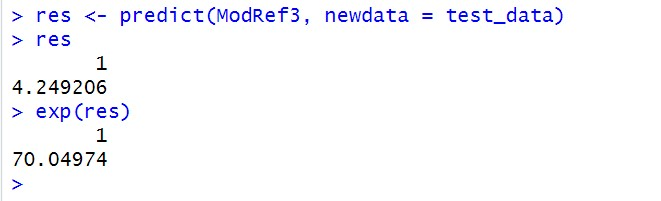 > res <- predict(ModRef3, newdata = test_data)
> res
1
4.249206
> exp(res)
1
70.04974
>